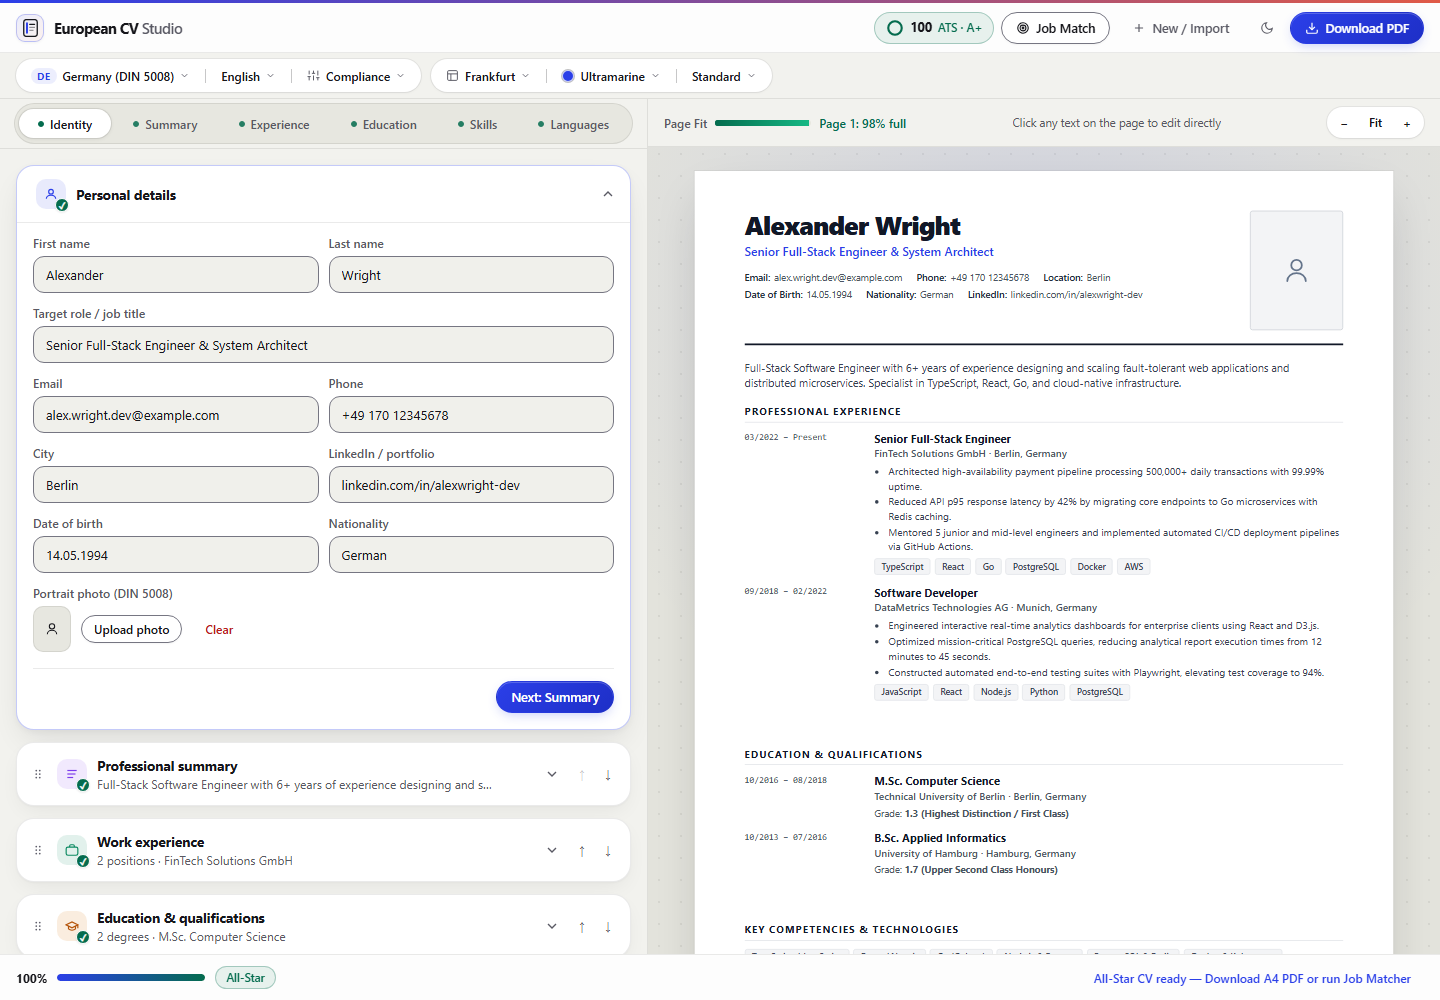 European CV Studio
100 ATS · A+
Job Match
New / Import
Download PDF
DE Germany (DIN 5008)
English
Compliance
Frankfurt
Ultramarine
Standard
Identity
Summary
Experience
Education
Skills
Languages
Page Fit
Page 1: 98% full
Click any text on the page to edit directly
− Fit +
Personal details
First name
Last name
Alexander
Wright
Target role / job title
Senior Full-Stack Engineer & System Architect
Email
Phone
alex.wright.dev@example.com
+49 170 12345678
City
LinkedIn / portfolio
Berlin
linkedin.com/in/alexwright-dev
Date of birth
Nationality
14.05.1994
German
Portrait photo (DIN 5008)
Upload photo
Clear
Next: Summary
Professional summary
Full-Stack Software Engineer with 6+ years of experience designing and s...
Work experience
2 positions · FinTech Solutions GmbH
Education & qualifications
2 degrees · M.Sc. Computer Science
Alexander Wright
Senior Full-Stack Engineer & System Architect
Email: alex.wright.dev@example.com Phone: +49 170 12345678 Location: Berlin
Date of Birth: 14.05.1994 Nationality: German LinkedIn: linkedin.com/in/alexwright-dev
Full-Stack Software Engineer with 6+ years of experience designing and scaling fault-tolerant web applications and
distributed microservices. Specialist in TypeScript, React, Go, and cloud-native infrastructure.
PROFESSIONAL EXPERIENCE
03/2022 – Present
Senior Full-Stack Engineer
FinTech Solutions GmbH · Berlin, Germany
• Architected high-availability payment pipeline processing 500,000+ daily transactions with 99.99%
uptime.
• Reduced API p95 response latency by 42% by migrating core endpoints to Go microservices with
Redis caching.
• Mentored 5 junior and mid-level engineers and implemented automated CI/CD deployment pipelines
via GitHub Actions.
TypeScript React Go PostgreSQL Docker AWS
09/2018 – 02/2022
Software Developer
DataMetrics Technologies AG · Munich, Germany
• Engineered interactive real-time analytics dashboards for enterprise clients using React and D3.js.
• Optimized mission-critical PostgreSQL queries, reducing analytical report execution times from 12
minutes to 45 seconds.
• Constructed automated end-to-end testing suites with Playwright, elevating test coverage to 94%.
JavaScript React Node.js Python PostgreSQL
EDUCATION & QUALIFICATIONS
10/2016 – 08/2018
M.Sc. Computer Science
Technical University of Berlin · Berlin, Germany
Grade: 1.3 (Highest Distinction / First Class)
10/2013 – 07/2016
B.Sc. Applied Informatics
University of Hamburg · Hamburg, Germany
Grade: 1.7 (Upper Second Class Honours)
KEY COMPETENCIES & TECHNOLOGIES
100%
All-Star
All-Star CV ready — Download A4 PDF or run Job Matcher